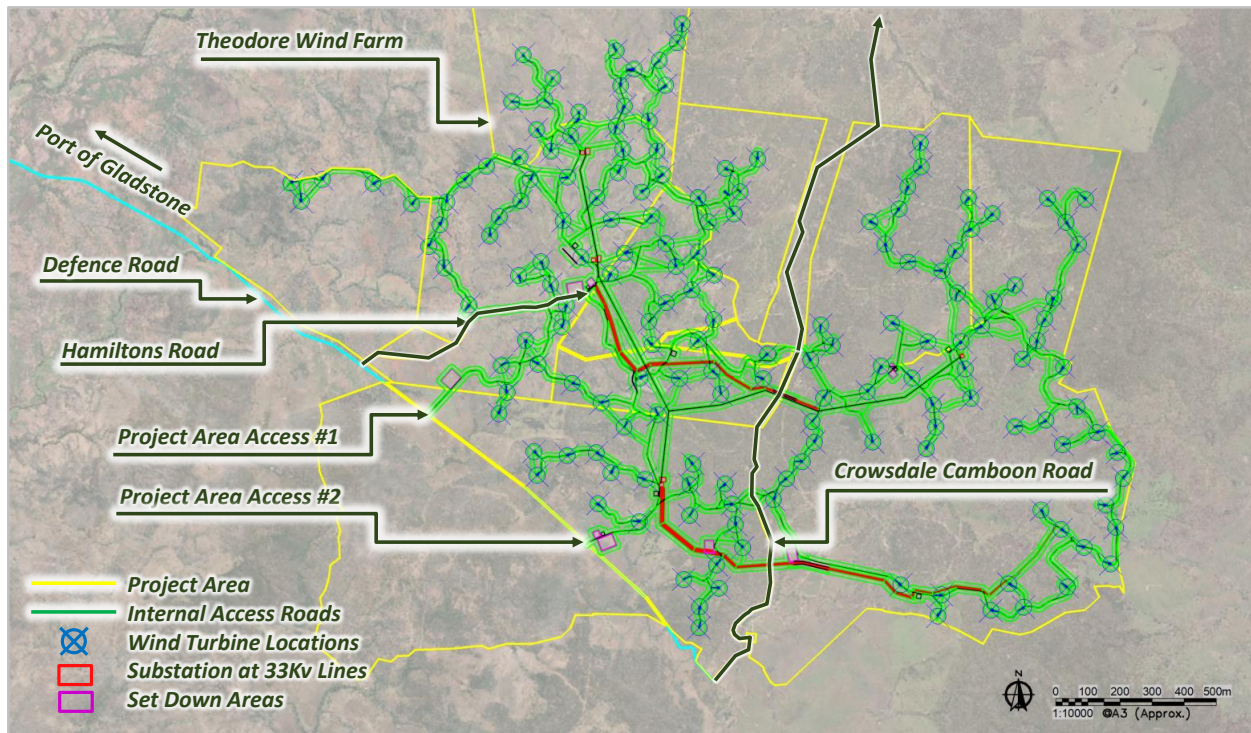 Theodore Wind Farm
Port of Gladstone
Defence Road
Hamiltons Road
Project Area Access #1
Project Area Access #2
Crowsdale Camboon Road
Project Area
Internal Access Roads
Wind Turbine Locations
Substation at 33Kv Lines
Set Down Areas
N
0 100 200 300 400 500m
1:10000 @A3 (Approx.)